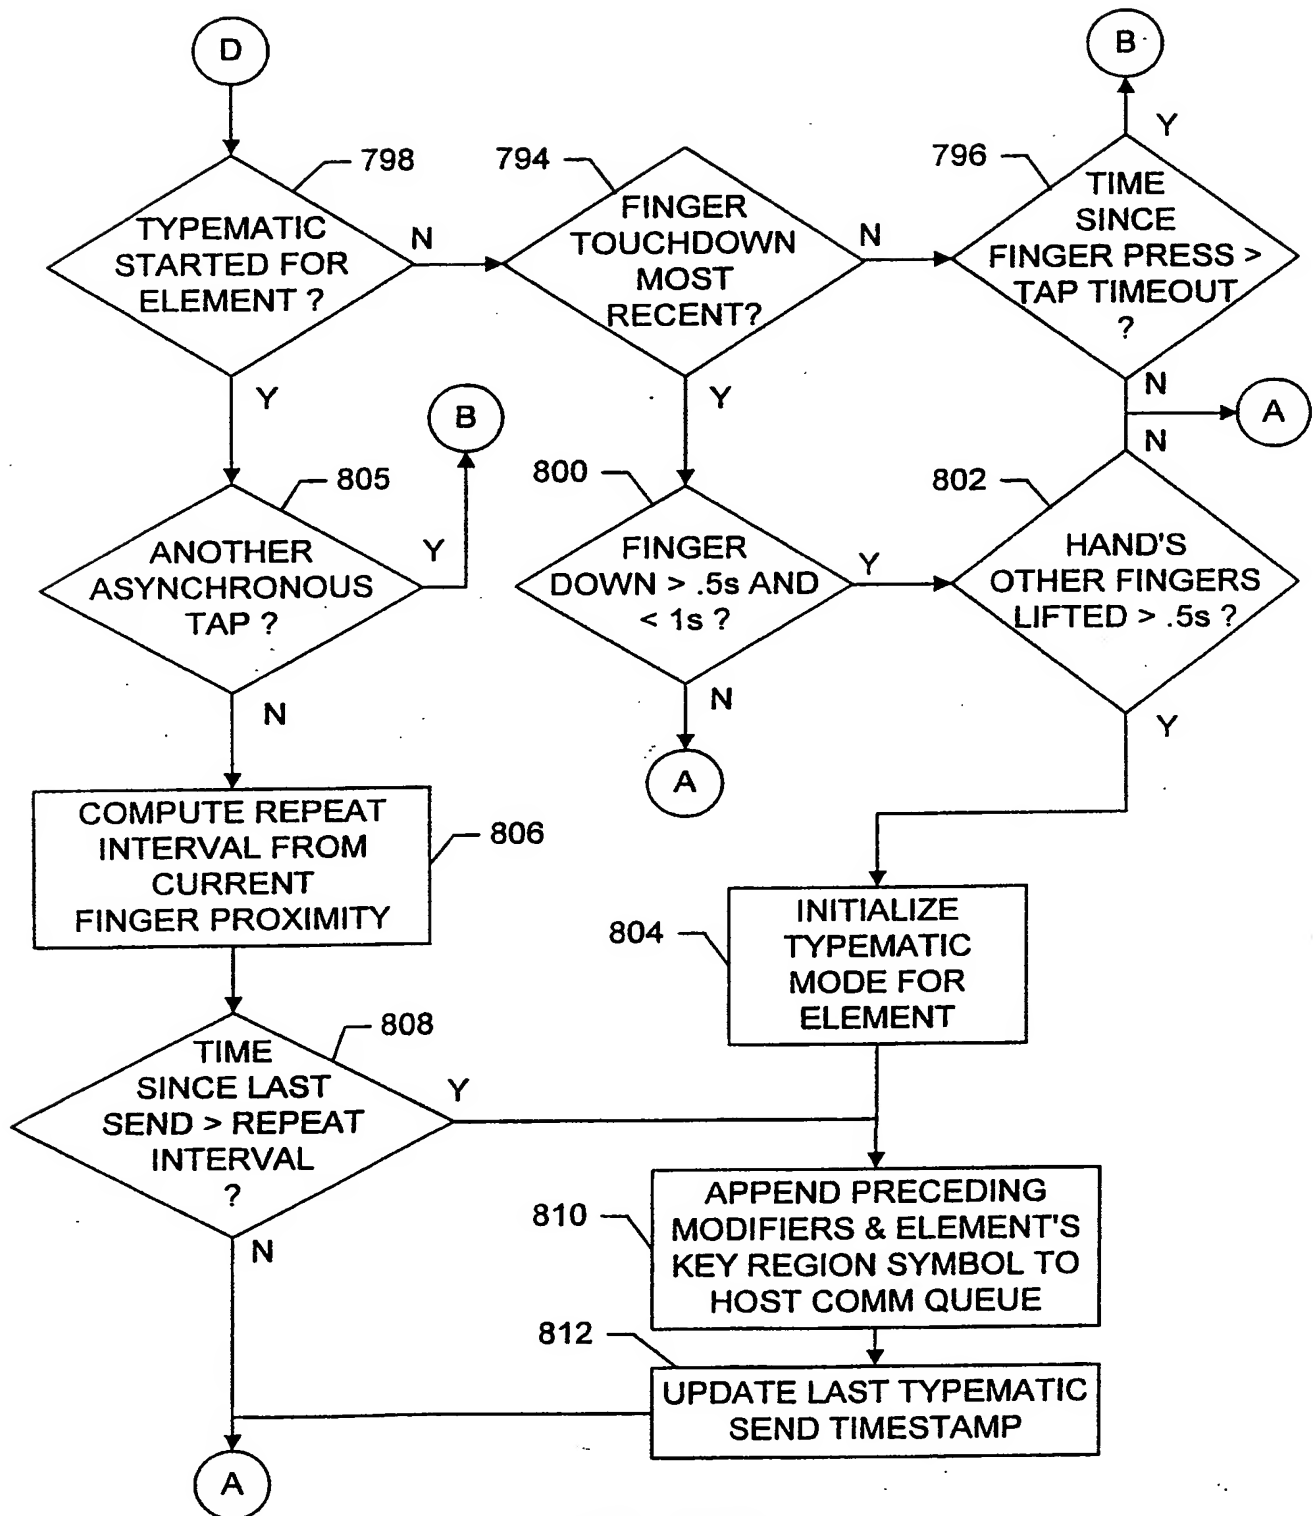 D
B
798
794
796
TYPEMATIC
STARTED FOR
ELEMENT ?
N
FINGER
TOUCHDOWN
MOST
RECENT?
N
Y
TIME
SINCE
FINGER PRESS >
TAP TIMEOUT
?
Y
B
Y
N
A
N
805
800
802
ANOTHER
ASYNCHRONOUS
TAP ?
Y
FINGER
DOWN > .5s AND
< 1s ?
Y
HAND'S
OTHER FINGERS
LIFTED > .5s ?
N
N
Y
A
COMPUTE REPEAT
INTERVAL FROM
CURRENT
FINGER PROXIMITY
806
804
INITIALIZE
TYPEMATIC
MODE FOR
ELEMENT
808
TIME
SINCE LAST
SEND > REPEAT
INTERVAL
?
Y
N
810
APPEND PRECEDING
MODIFIERS & ELEMENT'S
KEY REGION SYMBOL TO
HOST COMM QUEUE
812
UPDATE LAST TYPEMATIC
SEND TIMESTAMP
A